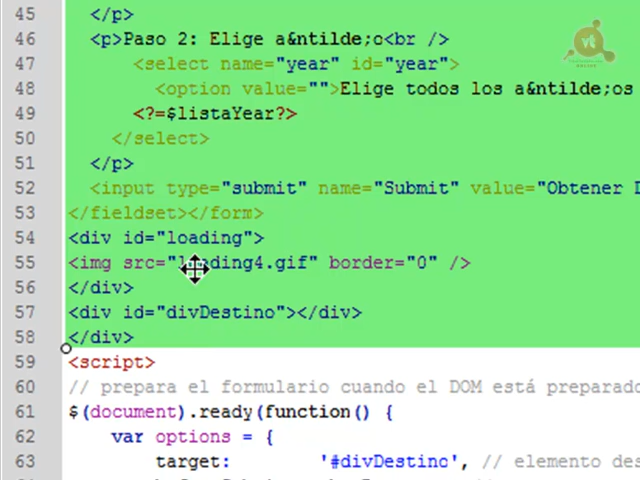 45 </p>
46 <p>Paso 2: Elige a&ntilde;o<br />
47 <select name="year" id="year">
48 <option value="">Elige todos los a&ntilde;os
49 <?=$listaYear?>
50 </select>
51 </p>
52 <input type="submit" name="Submit" value="Obtener D
53 </fieldset></form>
54 <div id="loading">
55 <img src="loading4.gif" border="0" />
56 </div>
57 <div id="divDestino"></div>
58 </div>
59 <script>
60 // prepara el formulario cuando el DOM está preparado
61 $(document).ready(function() {
62 var options = {
63 target: '#divDestino', // elemento des